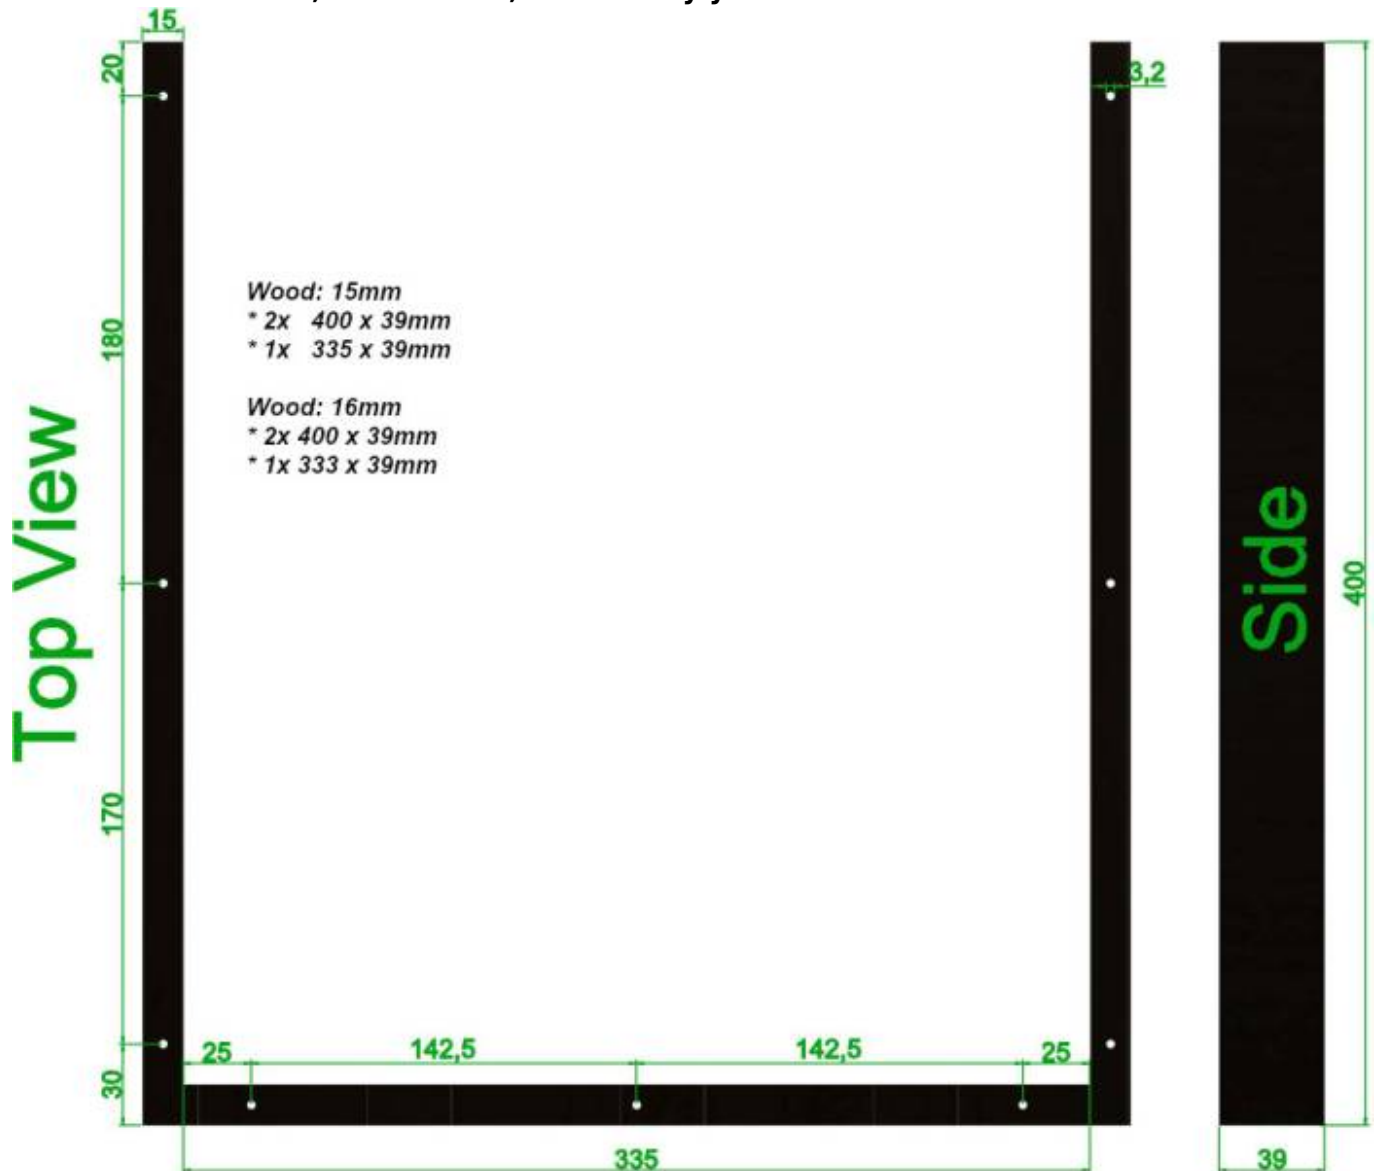 15
20
3,2
Wood: 15mm
* 2x 400 x 39mm
* 1x 335 x 39mm
180
Wood: 16mm
* 2x 400 x 39mm
* 1x 333 x 39mm
Top View
Side
400
170
25 142,5 142,5 25
30
335
39